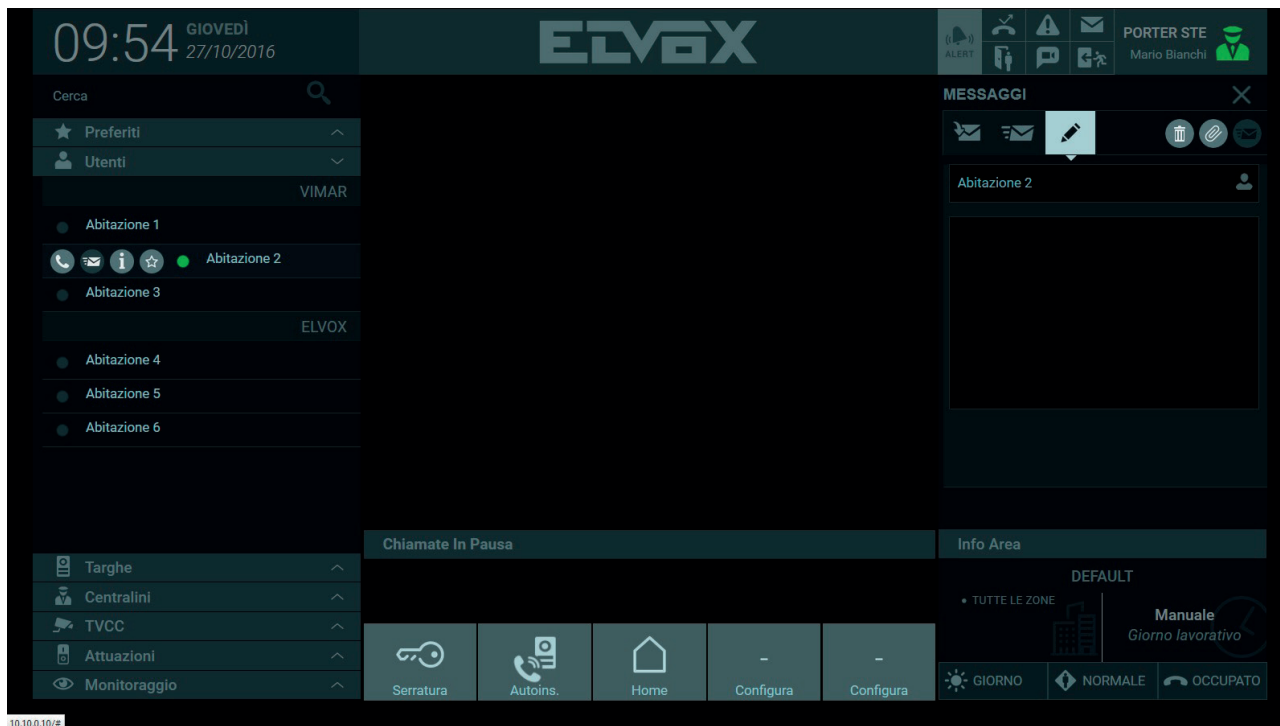 09:54
GIOVEDÌ
27/10/2016
ELVOX
ALERT
PORTER STE
Mario Bianchi
Cerca
Preferiti
Utenti
VIMAR
Abitazione 1
Abitazione 2
Abitazione 3
ELVOX
Abitazione 4
Abitazione 5
Abitazione 6
Targhe
Centralini
TVCC
Attuazioni
Monitoraggio
Chiamate In Pausa
Serratura
Autoins.
Home
-
Configura
-
Configura
MESSAGGI
Abitazione 2
Info Area
DEFAULT
• TUTTE LE ZONE
Manuale
Giorno lavorativo
GIORNO
NORMALE
OCCUPATO
10.10.0.10/#